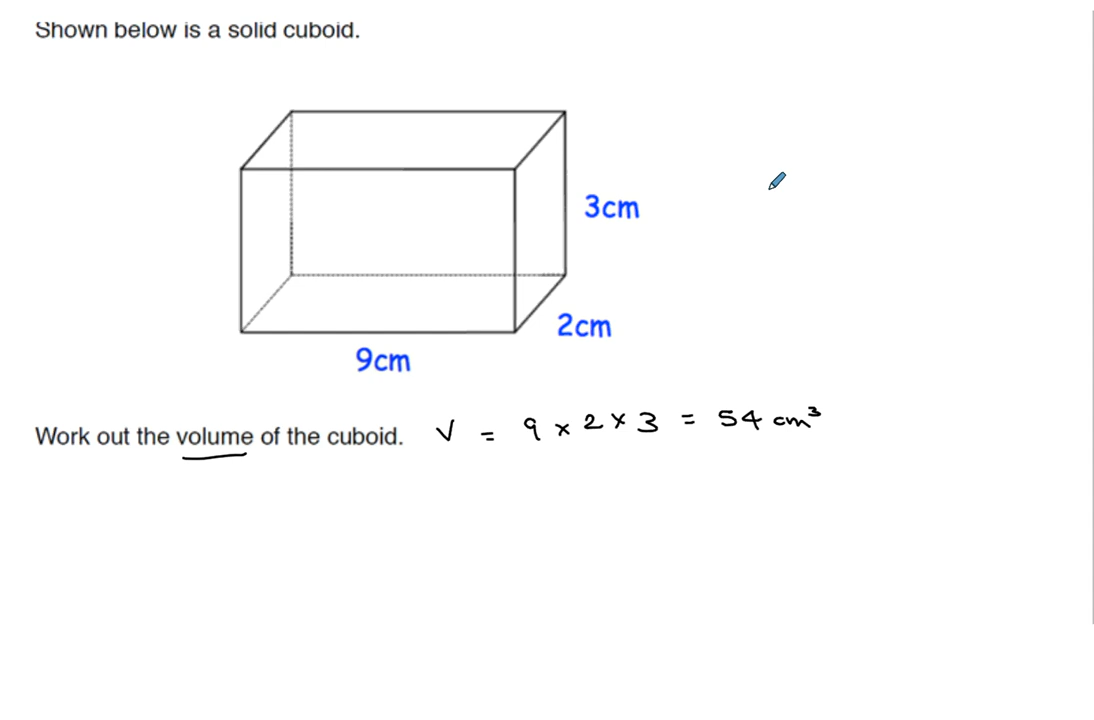 Shown below is a solid cuboid.
3cm
2cm
9cm
Work out the volume of the cuboid. V = 9 × 2 × 3 = 54 cm³